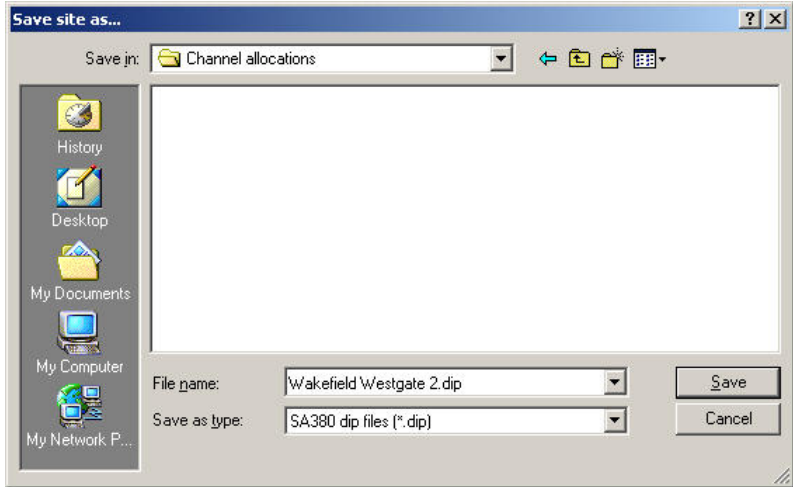 Save site as...
Save in: Channel allocations
History
Desktop
My Documents
My Computer
My Network P...
File name: Wakefield Westgate 2.dip Save
Save as type: SA380 dip files (*.dip) Cancel